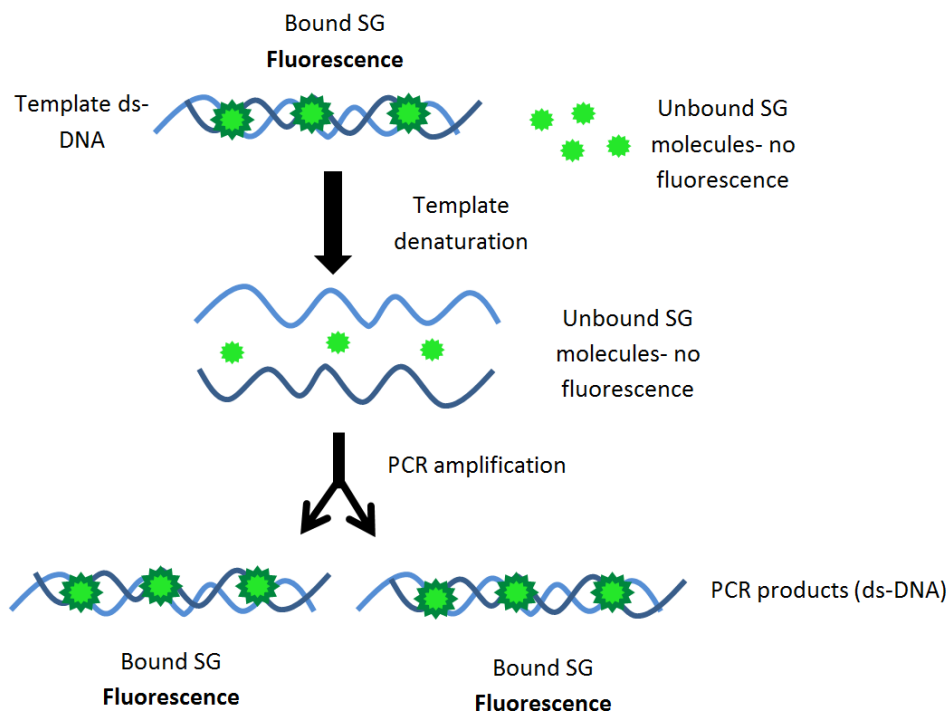 Bound SG
Fluorescence
Template ds-
DNA
Unbound SG
molecules- no
fluorescence
Template
denaturation
Unbound SG
molecules- no
fluorescence
PCR amplification
PCR products (ds-DNA)
Bound SG
Fluorescence
Bound SG
Fluorescence